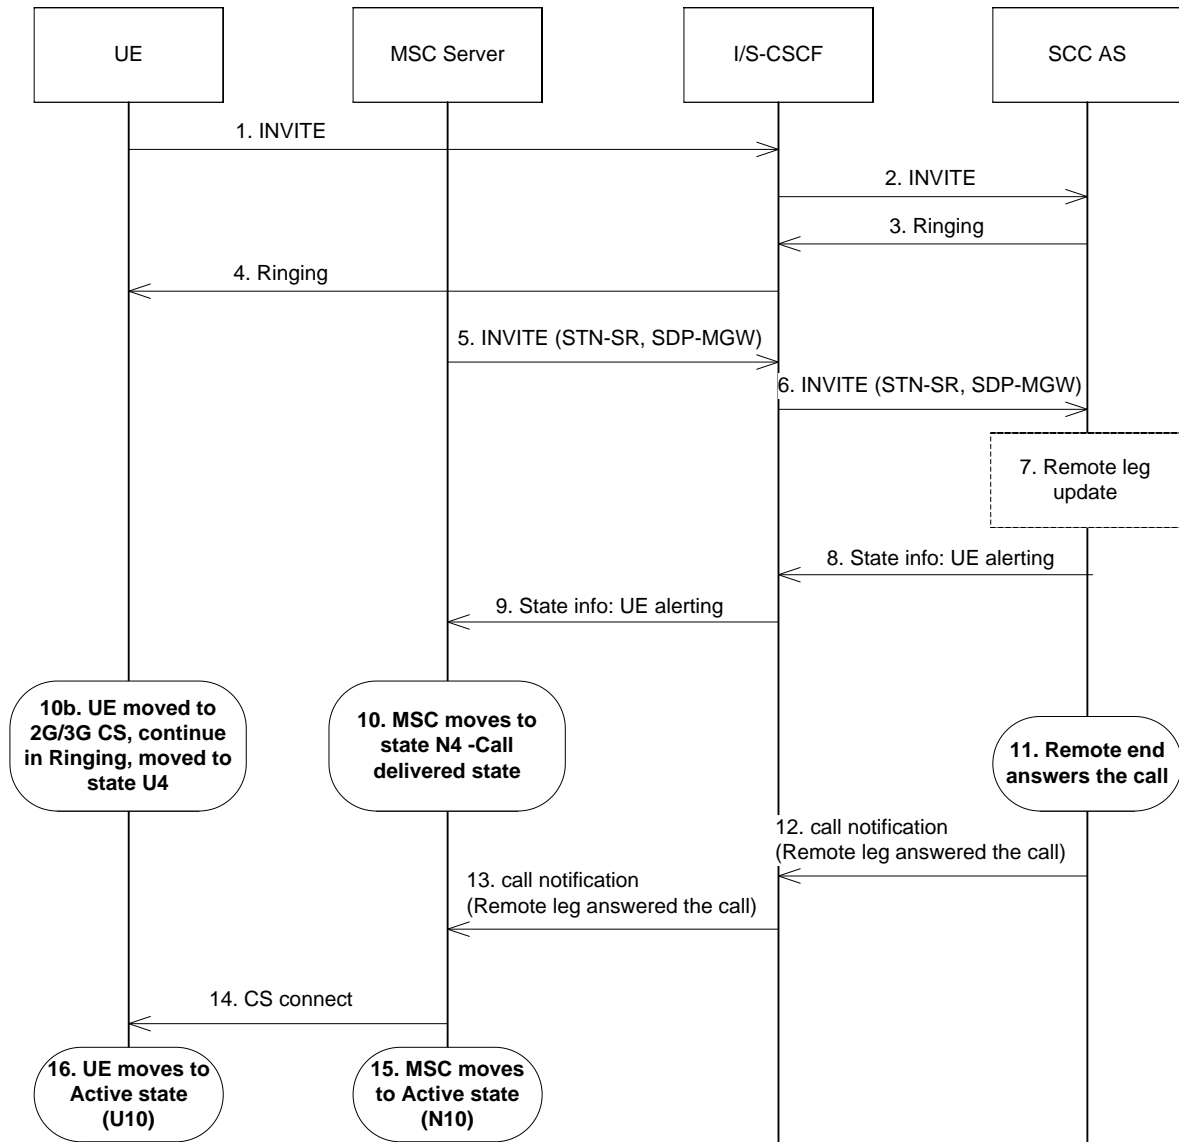 UE
MSC Server
I/S-CSCF
SCC AS
1. INVITE
2. INVITE
3. Ringing
4. Ringing
5. INVITE (STN-SR, SDP-MGW)
6. INVITE (STN-SR, SDP-MGW)
7. Remote leg
update
8. State info: UE alerting
9. State info: UE alerting
10b. UE moved to
2G/3G CS, continue
in Ringing, moved to
state U4
10. MSC moves to
state N4 -Call
delivered state
11. Remote end
answers the call
12. call notification
(Remote leg answered the call)
13. call notification
(Remote leg answered the call)
14. CS connect
16. UE moves to
Active state
(U10)
15. MSC moves
to Active state
(N10)